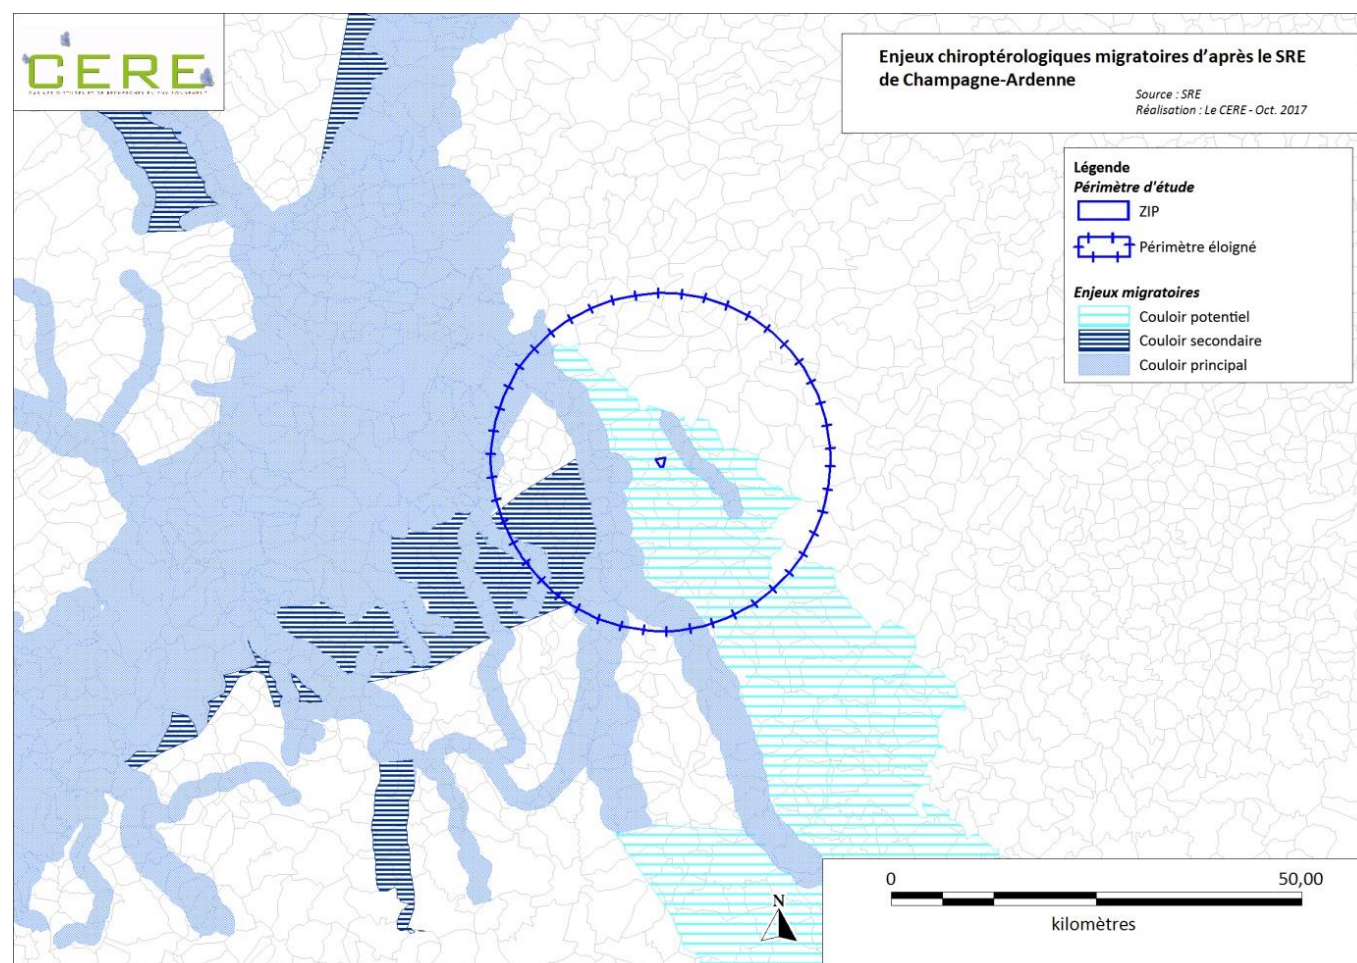 CERE
Enjeux chiroptérologiques migratoires d'après le SRE
de Champagne-Ardenne
Source : SRE
Réalisation : Le CERE - Oct. 2017
Légende
Périmètre d'étude
ZIP
Périmètre éloigné
Enjeux migratoires
Couloir potentiel
Couloir secondaire
Couloir principal
N
0 50,00
kilomètres